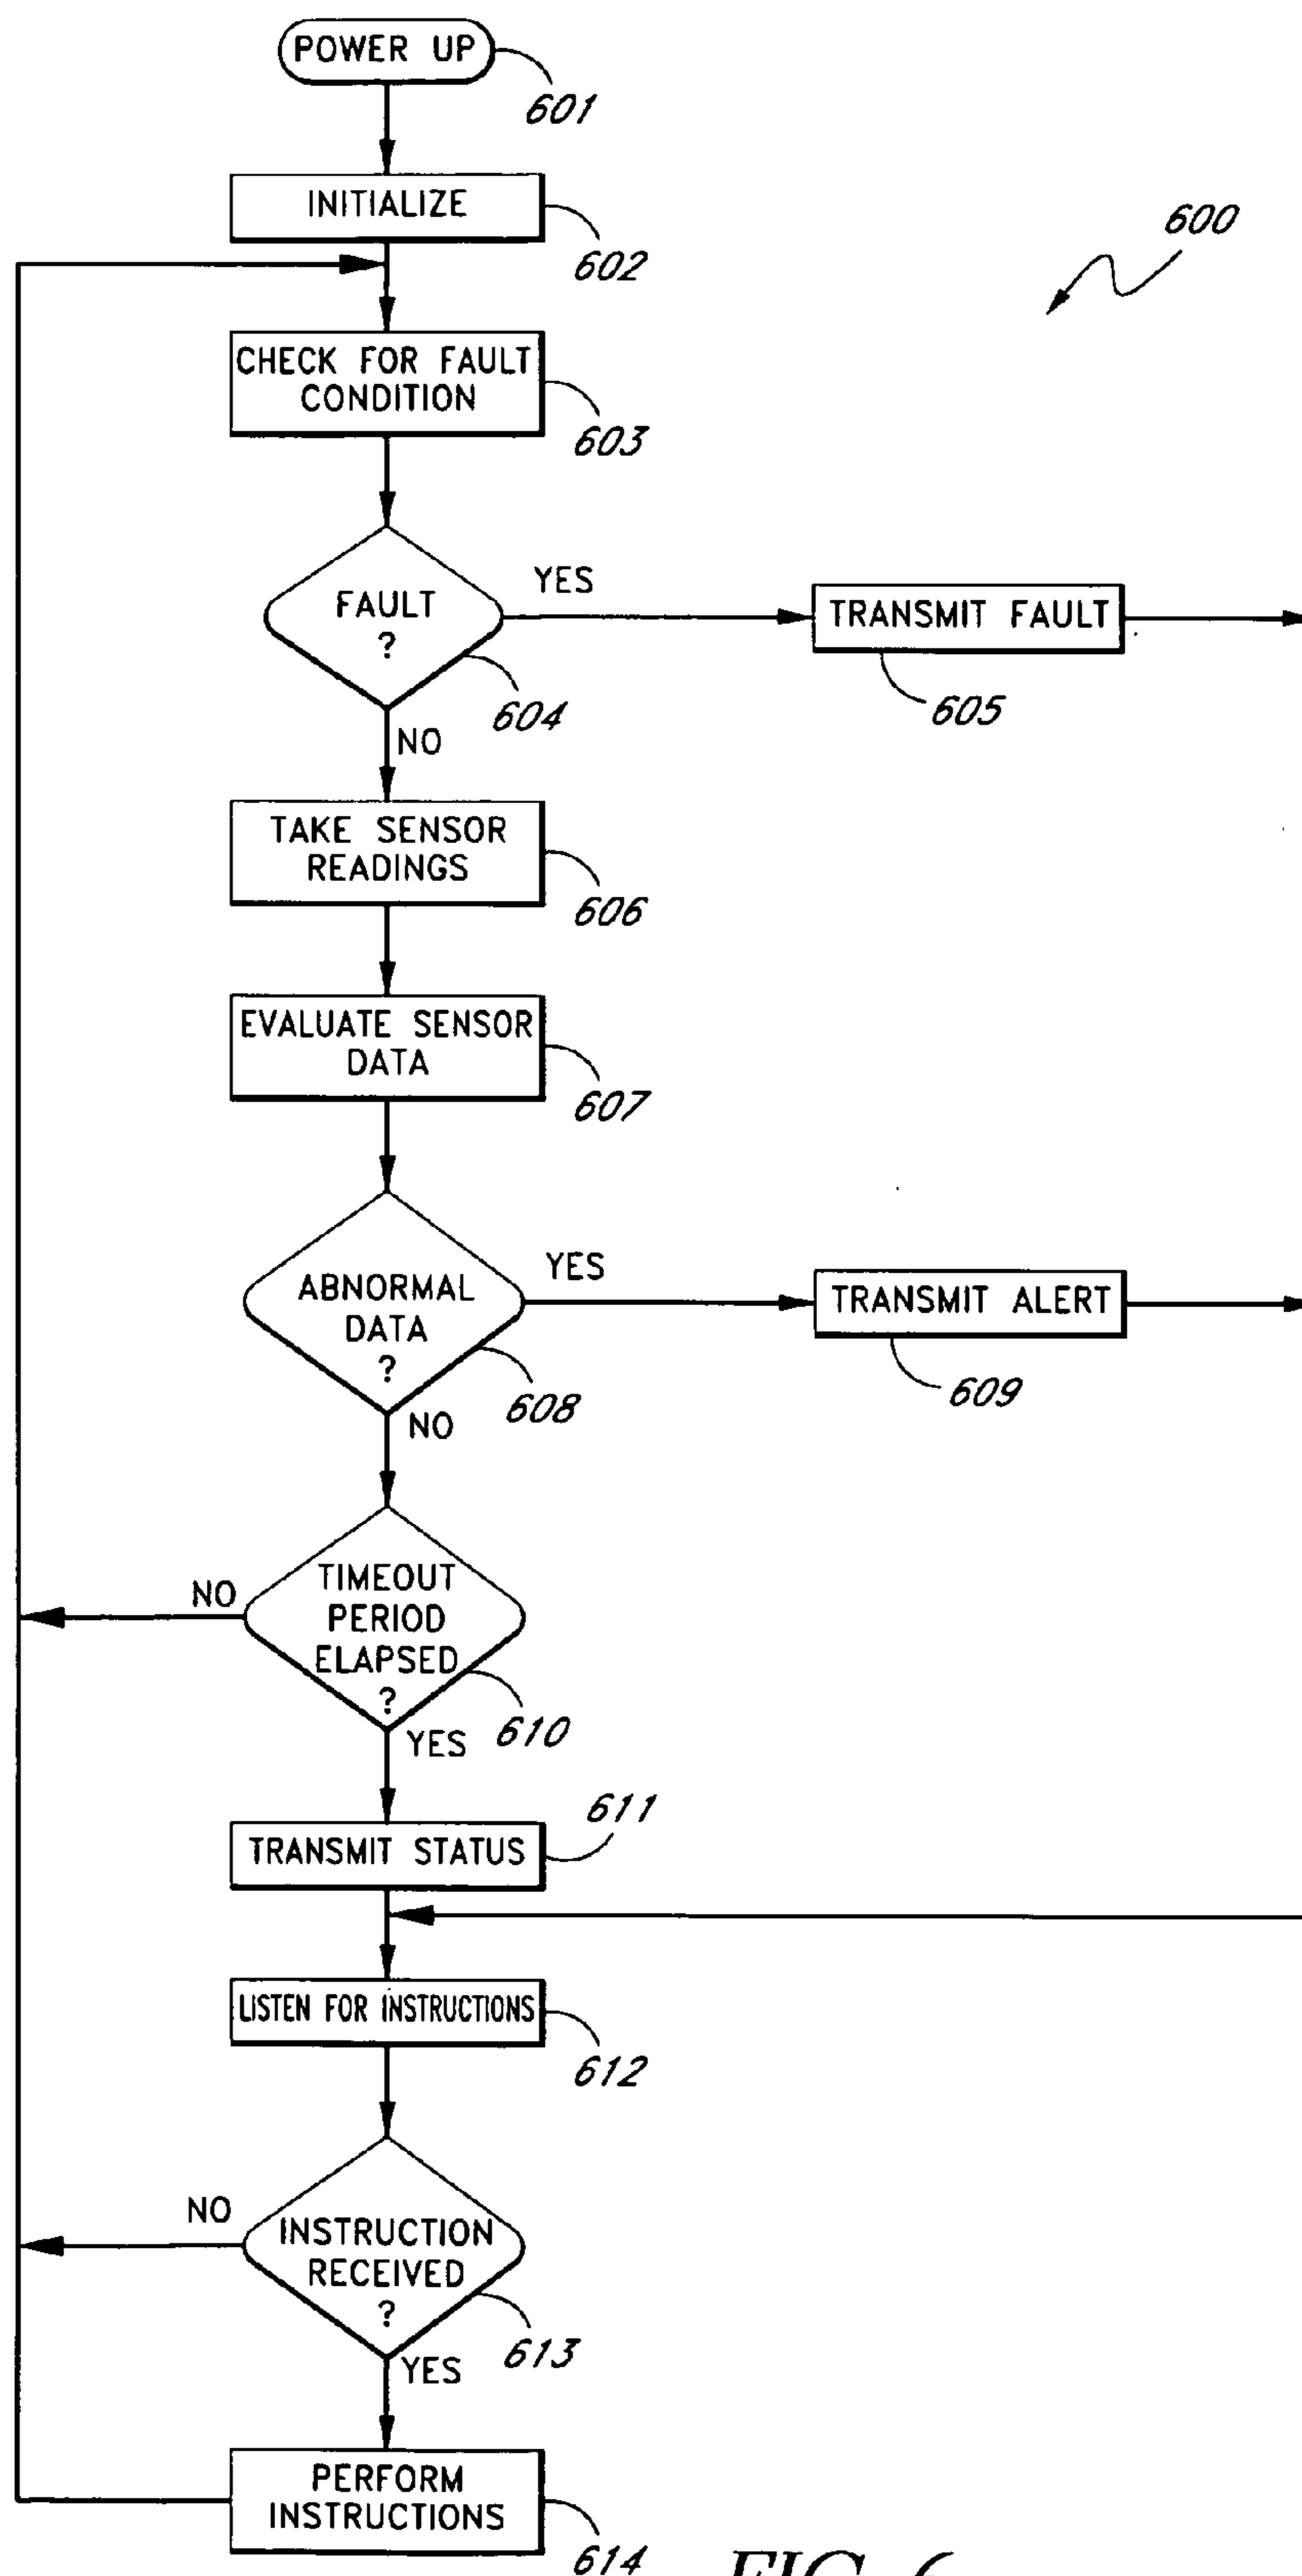 POWER UP
601
INITIALIZE
602
600
CHECK FOR FAULT
CONDITION
603
FAULT
?
604
YES
TRANSMIT FAULT
605
NO
TAKE SENSOR
READINGS
606
EVALUATE SENSOR
DATA
607
ABNORMAL
DATA
?
608
YES
TRANSMIT ALERT
609
NO
TIMEOUT
PERIOD
ELAPSED
?
610
NO
YES
TRANSMIT STATUS
611
LISTEN FOR INSTRUCTIONS
612
INSTRUCTION
RECEIVED
?
613
NO
YES
PERFORM
INSTRUCTIONS
614
FIG. 6